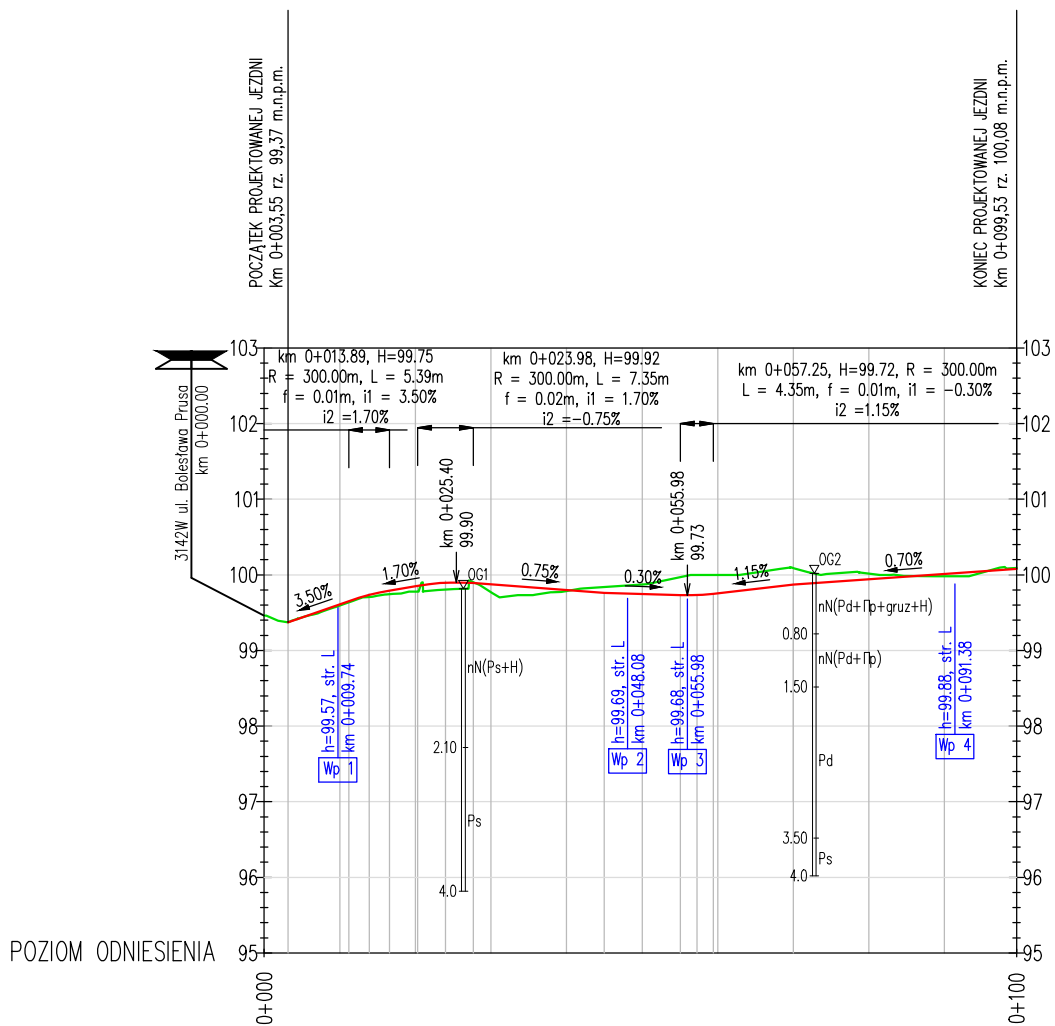 POCZĄTEK PROJEKTOWANEJ JEZDNI
Km 0+003,55 rz. 99,37 m.n.p.m.
KONIEC PROJEKTOWANEJ JEZDNI
Km 0+099,53 rz. 100,08 m.n.p.m.
3142W ul. Bolesława Prusa
km 0+000.00
km 0+013.89, H=99.75
R = 300.00m, L = 5.39m
f = 0.01m, i1 = 3.50%
i2 =1.70%
km 0+023.98, H=99.92
R = 300.00m, L = 7.35m
f = 0.02m, i1 = 1.70%
i2 =-0.75%
km 0+057.25, H=99.72, R = 300.00m
L = 4.35m, f = 0.01m, i1 = -0.30%
i2 =1.15%
103
102
101
100
99
98
97
96
95
103
102
101
100
99
98
97
96
95
km 0+025.40
99.90
km 0+055.98
99.73
3.50%
1.70%
0.75%
0.30%
1.15%
0.70%
OG1
nN(Ps+H)
2.10
Ps
4.0
OG2
nN(Pd+Πp+gruz+H)
0.80
nN(Pd+Πp)
1.50
Pd
3.50
Ps
4.0
h=99.57, str. L
km 0+009.74
Wp 1
h=99.69, str. L
km 0+048.08
Wp 2
h=99.68, str. L
km 0+055.98
Wp 3
h=99.88, str. L
km 0+091.38
Wp 4
POZIOM ODNIESIENIA
0+000
0+100